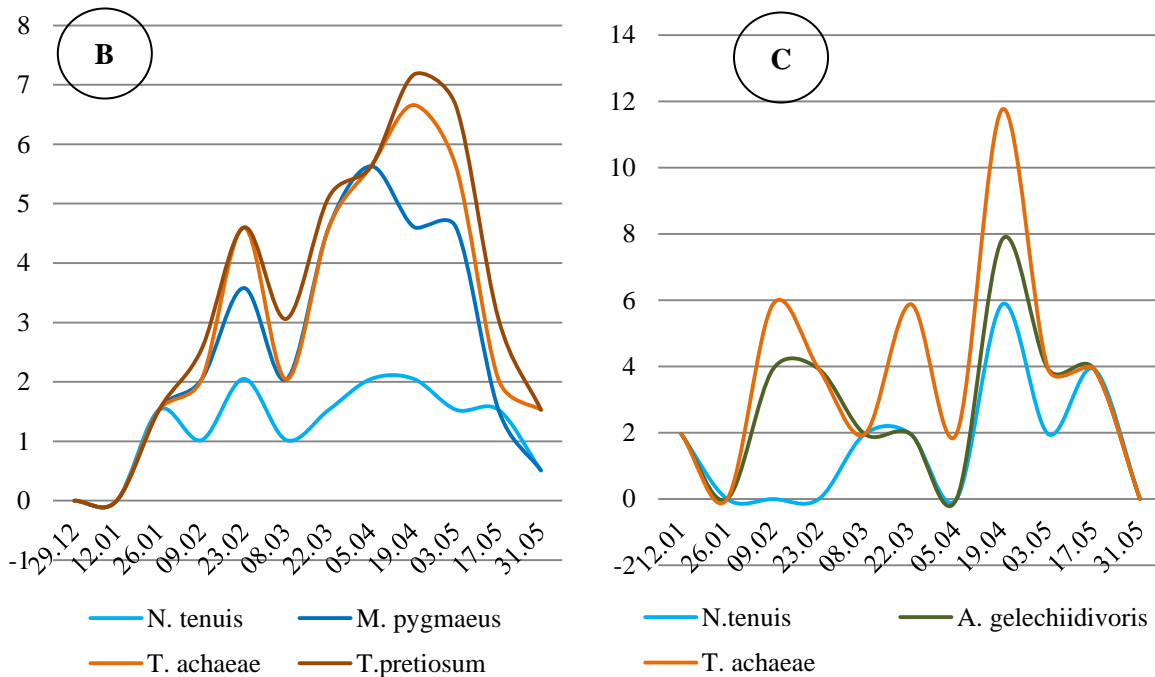 B
8
7
6
5
4
3
2
1
0
-1
29.12 12.01 26.01 09.02 23.02 08.03 22.03 05.04 19.04 03.05 17.05 31.05
N. tenuis M. pygmaeus
T. achaeae T.pretiosum
C
14
12
10
8
6
4
2
0
-2
12.01 26.01 09.02 23.02 08.03 22.03 05.04 19.04 03.05 17.05 31.05
N.tenuis A. gelechiidivoris
T. achaeae